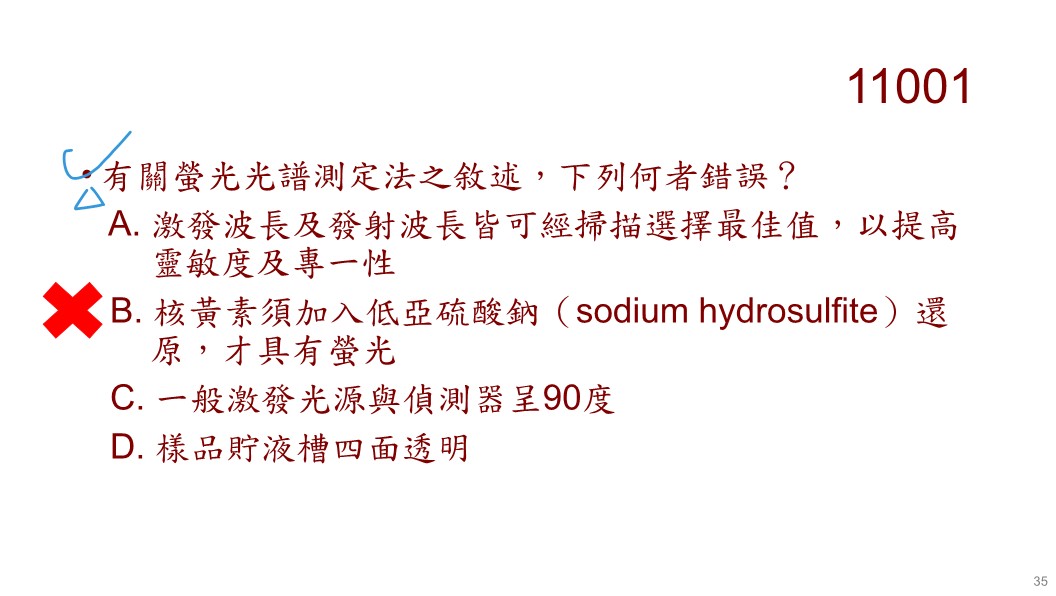 11001
• 有關螢光光譜測定法之敘述，下列何者錯誤？
A. 激發波長及發射波長皆可經掃描選擇最佳值，以提高
靈敏度及專一性
B. 核黃素須加入低亞硫酸鈉（sodium hydrosulfite）還
原，才具有螢光
C. 一般激發光源與偵測器呈90度
D. 樣品貯液槽四面透明
35